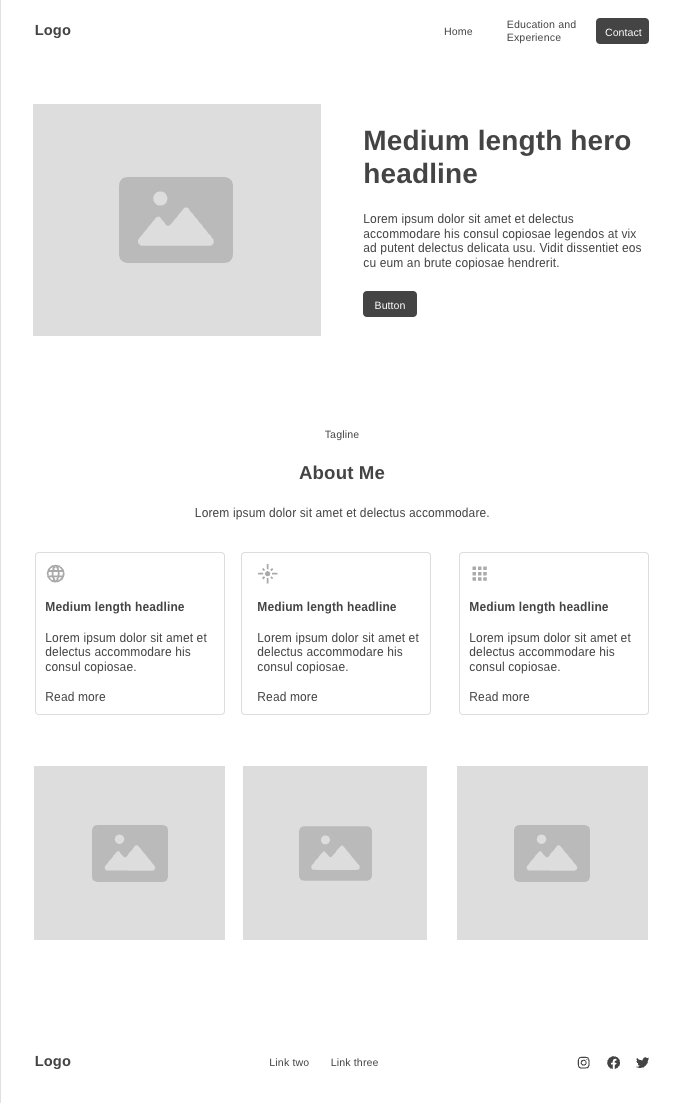 Logo
Home
Education and
Experience
Contact
Medium length hero
headline
Lorem ipsum dolor sit amet et delectus
accommodare his consul copiosae legendos at vix
ad putent delectus delicata usu. Vidit dissentiet eos
cu eum an brute copiosae hendrerit.
Button
Tagline
About Me
Lorem ipsum dolor sit amet et delectus accommodare.
Medium length headline
Lorem ipsum dolor sit amet et
delectus accommodare his
consul copiosae.
Read more
Medium length headline
Lorem ipsum dolor sit amet et
delectus accommodare his
consul copiosae.
Read more
Medium length headline
Lorem ipsum dolor sit amet et
delectus accommodare his
consul copiosae.
Read more
Logo
Link two
Link three